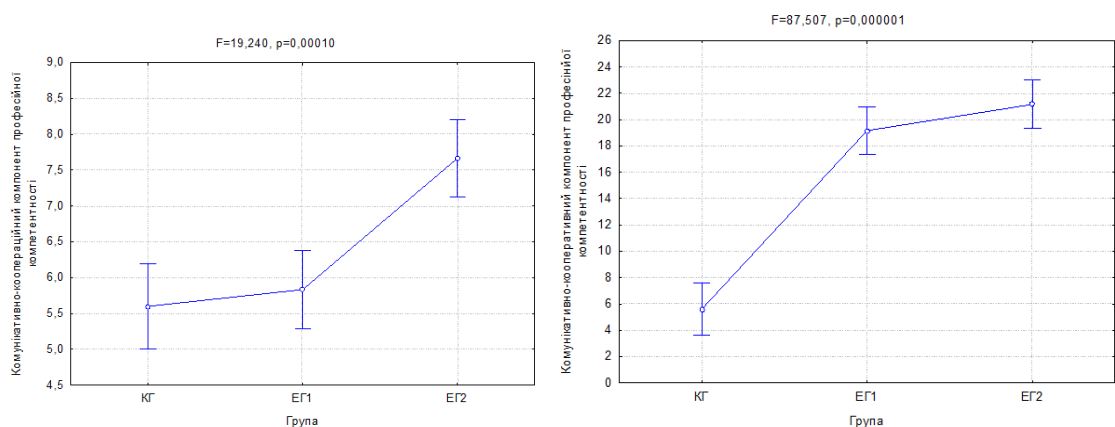 F=19,240, p=0,00010
Комунікативно-коопераційний компонент професійної
компетентності
9,0
8,5
8,0
7,5
7,0
6,5
6,0
5,5
5,0
4,5
КГ
ЕГ1
ЕГ2
Група
F=87,507, p=0,000001
Комунікативно-кооперативний компонент професінйої
компетентності
26
24
22
20
18
16
14
12
10
8
6
4
2
0
КГ
ЕГ1
ЕГ2
Група